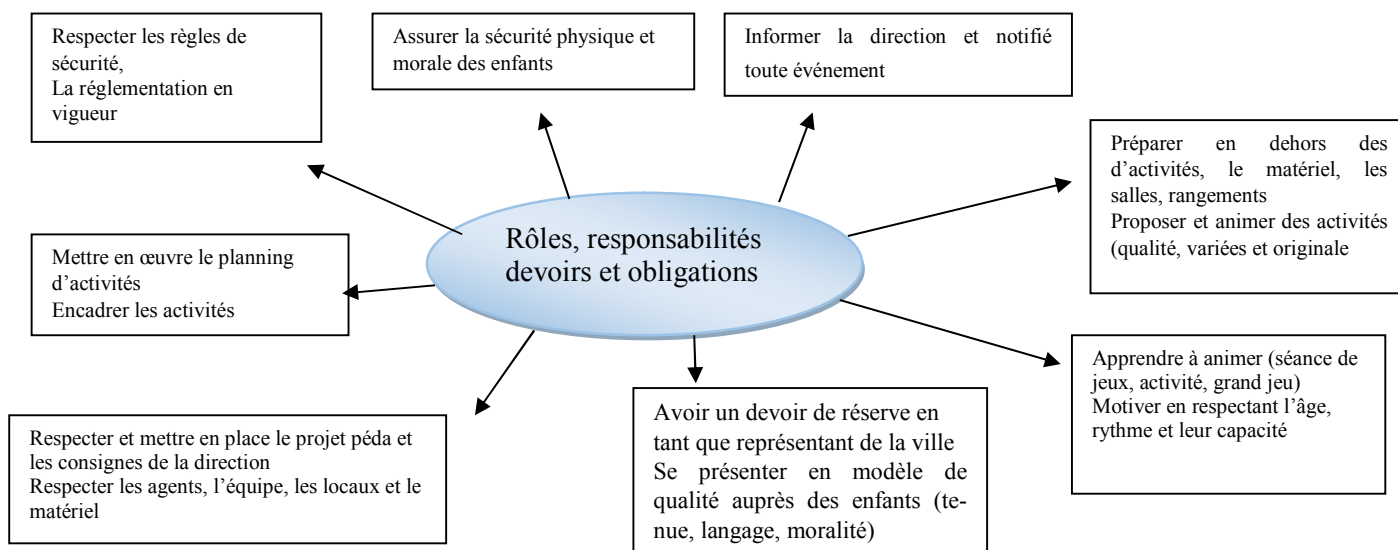 Respecter les règles de
sécurité,
La réglementation en
vigueur
Assurer la sécurité physique et
morale des enfants
Informer la direction et notifié
toute événement
Préparer en dehors des
d’activités, le matériel, les
salles, rangements
Proposer et animer des activités
(qualité, variées et originale
Rôles, responsabilités
devoirs et obligations
Mettre en œuvre le planning
d’activités
Encadrer les activités
Apprendre à animer (séance de
jeux, activité, grand jeu)
Motiver en respectant l’âge,
rythme et leur capacité
Respecter et mettre en place le projet péda et
les consignes de la direction
Respecter les agents, l’équipe, les locaux et le
matériel
Avoir un devoir de réserve en
tant que représentant de la ville
Se présenter en modèle de
qualité auprès des enfants (te-
nue, langage, moralité)